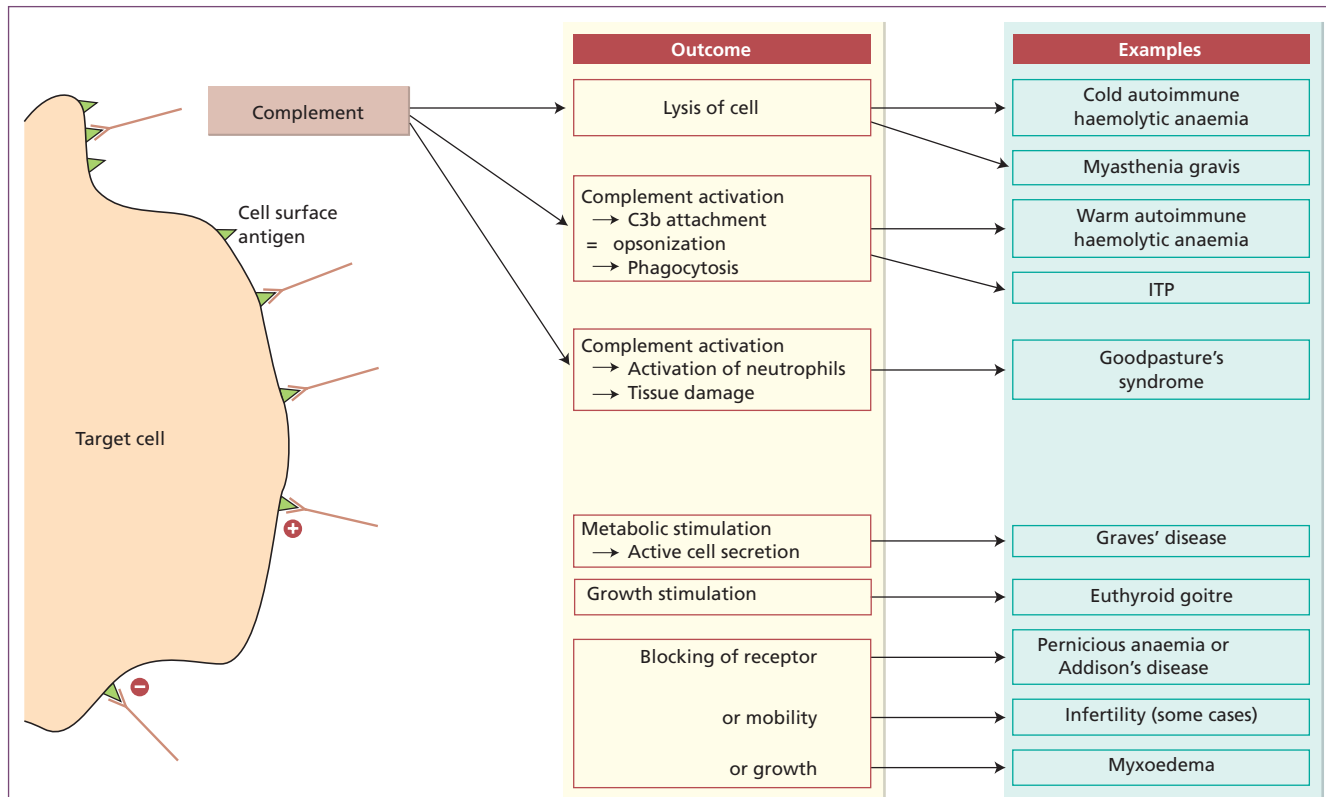 Outcome
Examples
Complement
Lysis of cell
Cold autoimmune
haemolytic anaemia
Myasthenia gravis
Cell surface
antigen
Complement activation
→ C3b attachment
= opsonization
→ Phagocytosis
Warm autoimmune
haemolytic anaemia
ITP
Complement activation
→ Activation of neutrophils
→ Tissue damage
Goodpasture's
syndrome
Target cell
+
Metabolic stimulation
→ Active cell secretion
Graves' disease
Growth stimulation
Euthyroid goitre
−
Blocking of receptor
Pernicious anaemia or
Addison's disease
or mobility
Infertility (some cases)
or growth
Myxoedema